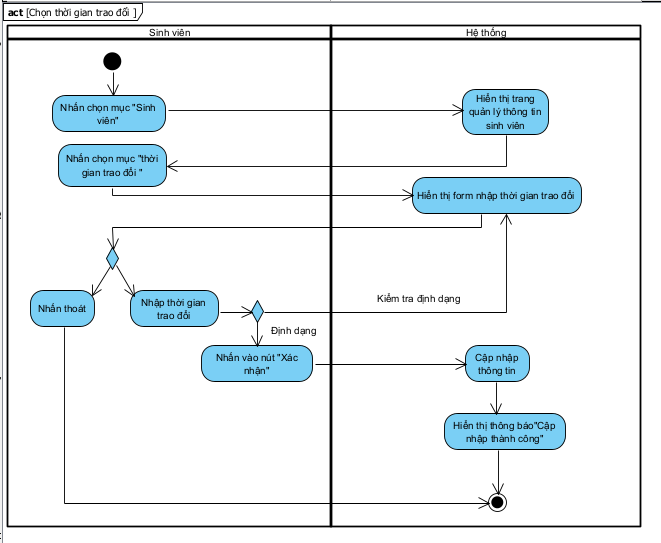 act [Chọn thời gian trao đổi ]
Sinh viên
Hệ thống
Nhấn chọn mục "Sinh
viên"
Hiển thị trang
quản lý thông tin
sinh viên
Nhấn chọn mục "thời
gian trao đổi "
Hiển thị form nhập thời gian trao đổi
Nhấn thoát
Nhập thời gian
trao đổi
Kiểm tra định dạng
Định dạng
Nhấn vào nút "Xác
nhận"
Cập nhập
thông tin
Hiển thị thông báo"Cập
nhập thành công"